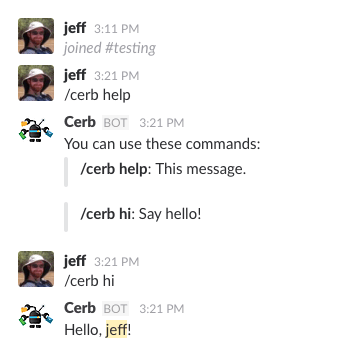 jeff 3:11 PM
joined #testing
jeff 3:21 PM
/cerb help
Cerb BOT 3:21 PM
You can use these commands:
/cerb help: This message.
/cerb hi: Say hello!
jeff 3:21 PM
/cerb hi
Cerb BOT 3:21 PM
Hello, jeff!